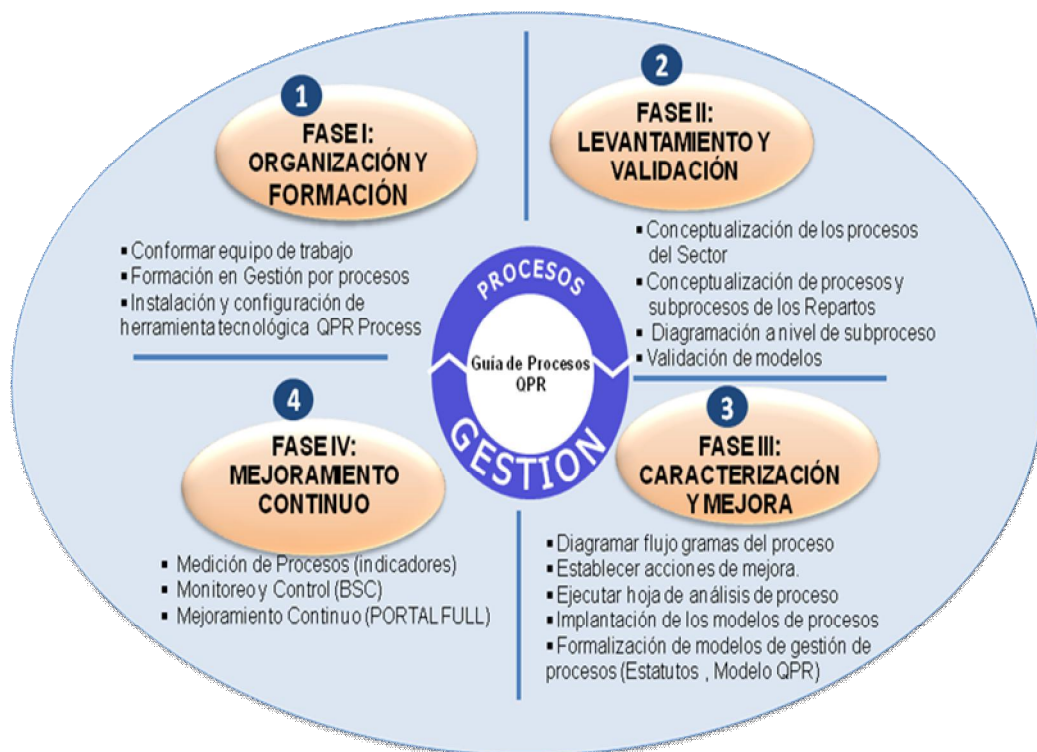 1
FASE I:
ORGANIZACIÓN Y
FORMACIÓN
▪ Conformar equipo de trabajo
▪ Formación en Gestión por procesos
▪ Instalación y configuración de
herramienta tecnológica QPR Process
2
FASE II:
LEVANTAMIENTO Y
VALIDACIÓN
▪ Conceptualización de los procesos
del Sector
▪ Conceptualización de procesos y
subprocesos de los Repartos
▪ Diagramación a nivel de subproceso
▪ Validación de modelos
PROCESOS
Guía de Procesos
QPR
GESTION
3
FASE III:
CARACTERIZACIÓN
Y MEJORA
▪ Diagramar flujo gramas del proceso
▪ Establecer acciones de mejora.
▪ Ejecutar hoja de análisis de proceso
▪ Implantación de los modelos de procesos
▪ Formalización de modelos de gestión de
procesos (Estatutos , Modelo QPR)
4
FASE IV:
MEJORAMIENTO
CONTINUO
▪ Medición de Procesos (indicadores)
▪ Monitoreo y Control (BSC)
▪ Mejoramiento Continuo (PORTAL FULL)